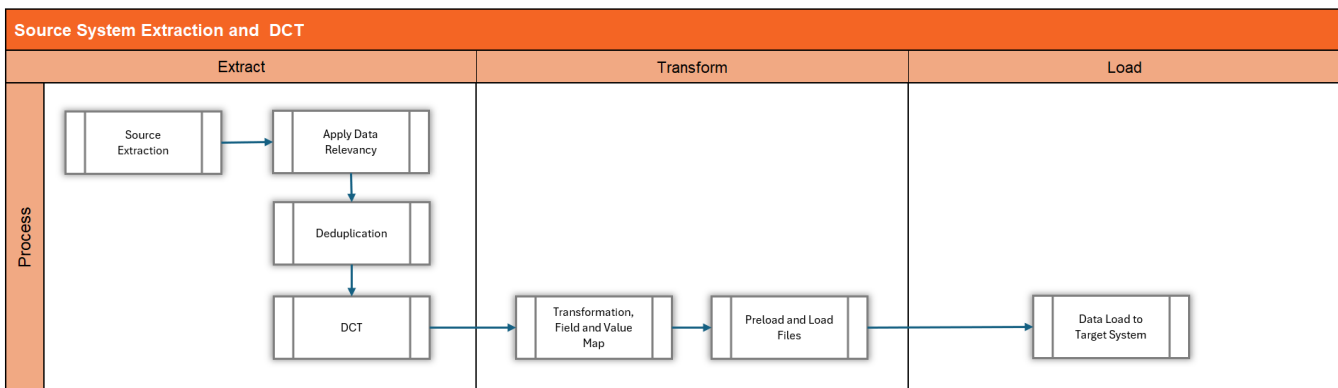 Source System Extraction and  DCT
Extract
Transform
Load
Process
Source
Extraction
Apply Data
Relevancy
Deduplication
DCT
Transformation,
Field and Value
Map
Preload and Load
Files
Data Load to
Target System